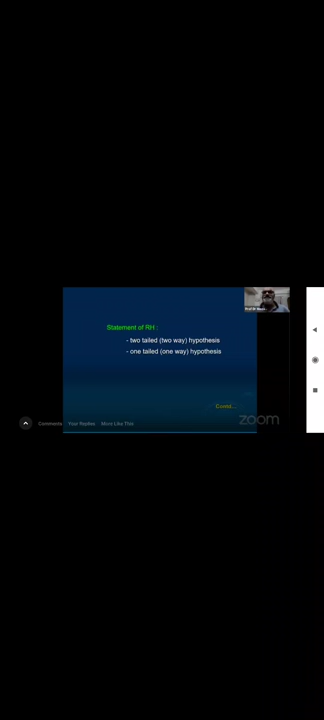 Statement of RH :
- two tailed (two way) hypothesis
- one tailed (one way) hypothesis
Contd...
zoom
Comments Your Replies More Like This